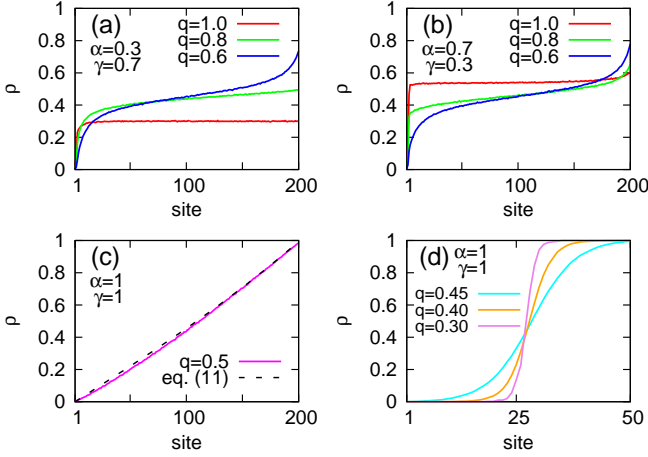 (a)
α=0.3
γ=0.7
q=1.0
q=0.8
q=0.6
ρ
1
0.8
0.6
0.4
0.2
0
1
100
200
site
(b)
α=0.7
γ=0.3
q=1.0
q=0.8
q=0.6
ρ
1
0.8
0.6
0.4
0.2
0
1
100
200
site
(c)
α=1
γ=1
q=0.5
eq. (11)
ρ
1
0.8
0.6
0.4
0.2
0
1
100
200
site
(d)
α=1
γ=1
q=0.45
q=0.40
q=0.30
ρ
1
0.8
0.6
0.4
0.2
0
1
25
50
site